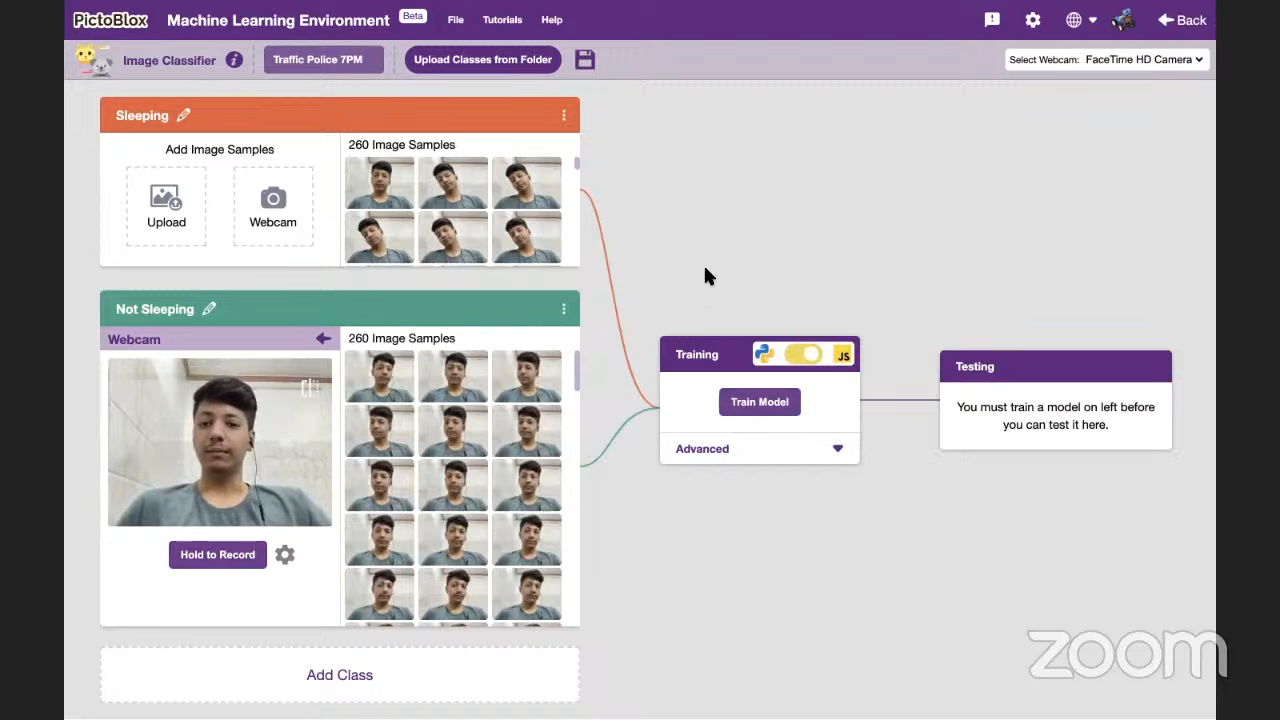 PictoBlox
Machine Learning Environment
Beta
File
Tutorials
Help
Back
Image Classifier
Traffic Police 7PM
Upload Classes from Folder
Select Webcam: FaceTime HD Camera
Sleeping
Add Image Samples
Upload
Webcam
260 Image Samples
Not Sleeping
Webcam
260 Image Samples
Hold to Record
Training
JS
Train Model
Advanced
Testing
You must train a model on left before
you can test it here.
Add Class
zoom